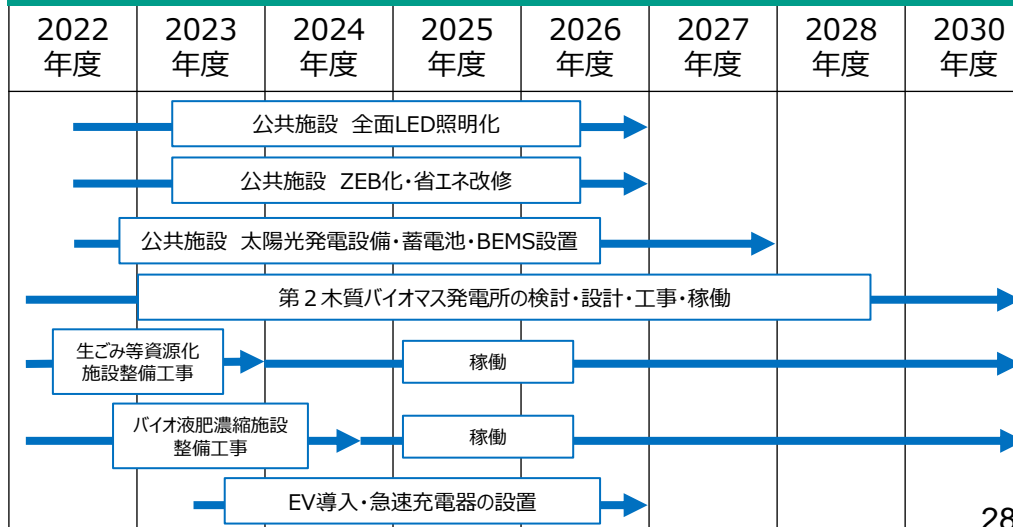 2022 2023 2024 2025 2026 2027 2028 2030
年度 年度 年度 年度 年度 年度 年度 年度
公共施設 全面LED照明化
公共施設 ZEB化・省エネ改修
公共施設 太陽光発電設備・蓄電池・BEMS設置
第2木質バイオマス発電所の検討・設計・工事・稼働
生ごみ等資源化
施設整備工事
稼働
バイオ液肥濃縮施設
整備工事
稼働
EV導入・急速充電器の設置
28